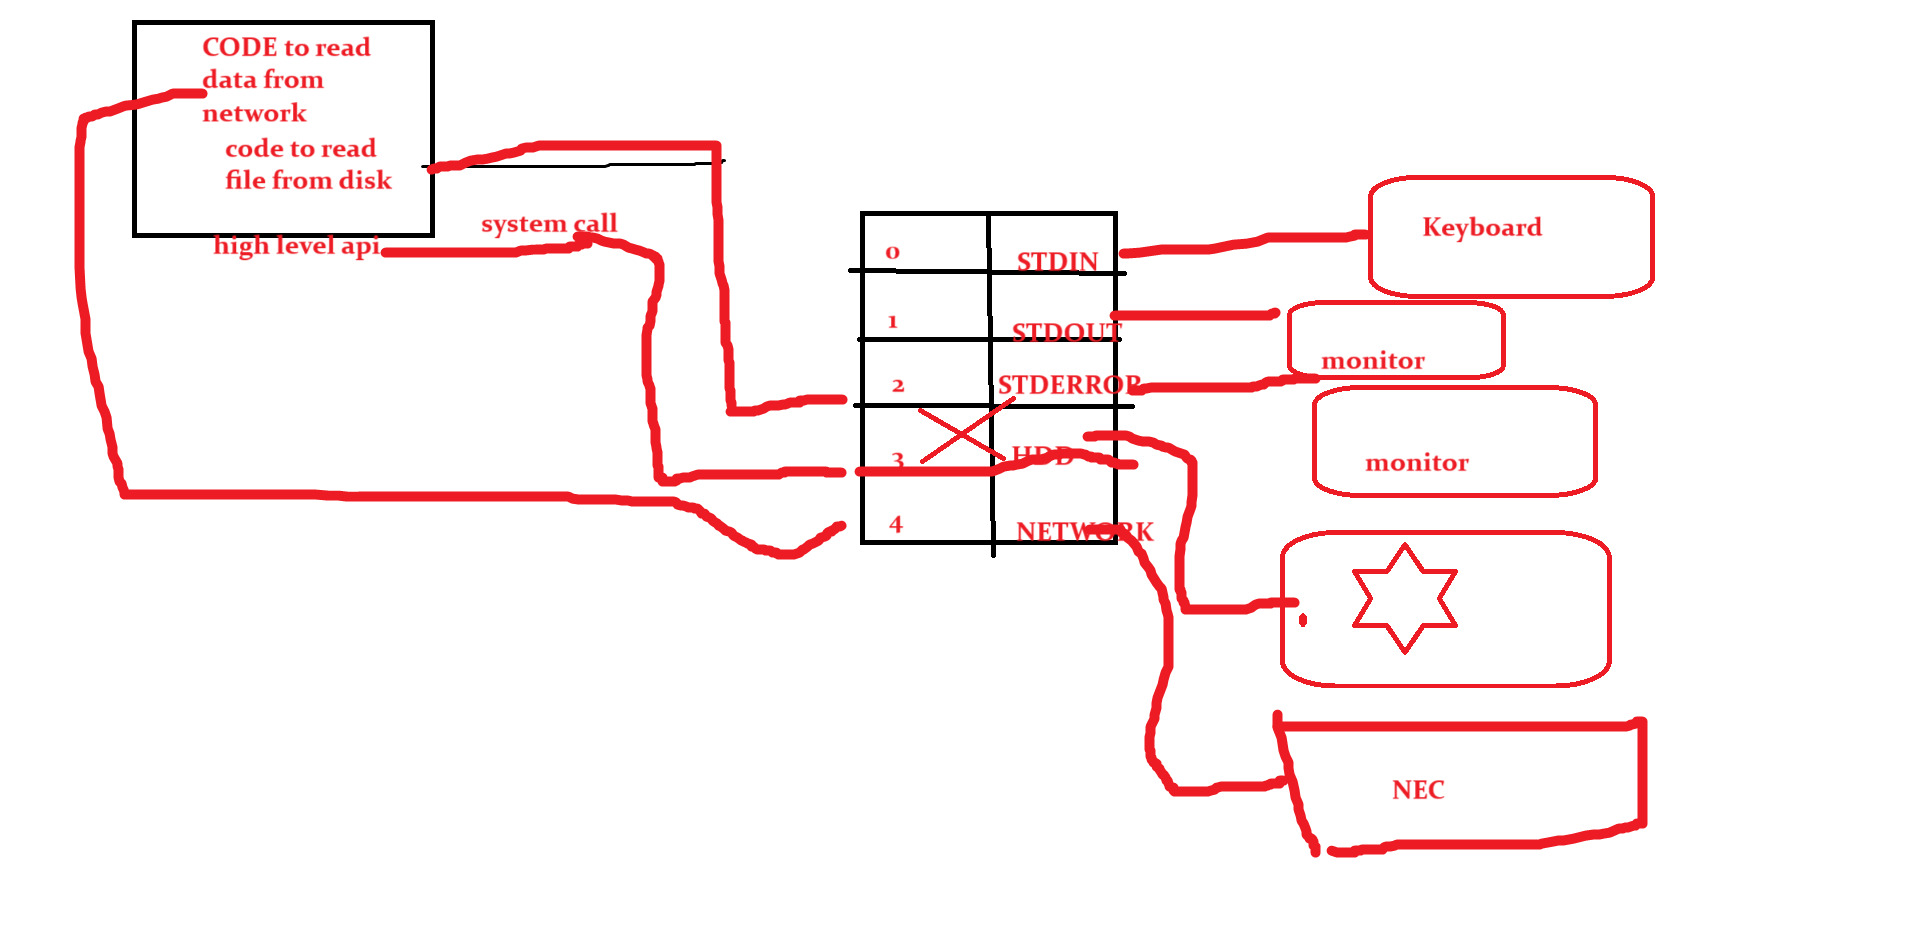 CODE to read
data from
network
code to read
file from disk
high level api
system call
0 STDIN
1 STDOUT
2 STDERROR
3 HDD
4 NETWORK
Keyboard
monitor
monitor
NEC